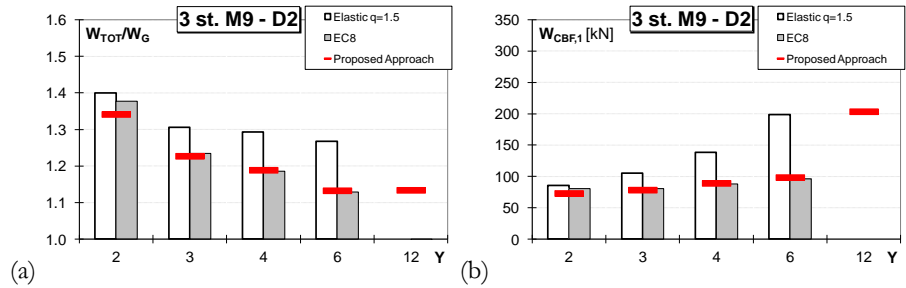 3 st. M9 - D2
W_TOT/W_G
Elastic q=1.5
EC8
Proposed Approach
1.6
1.5
1.4
1.3
1.2
1.1
1.0
2 3 4 6 12 Y
(a)
3 st. M9 - D2
W_CBF,1 [kN]
Elastic q=1.5
EC8
Proposed Approach
350
300
250
200
150
100
50
0
2 3 4 6 12 Y
(b)